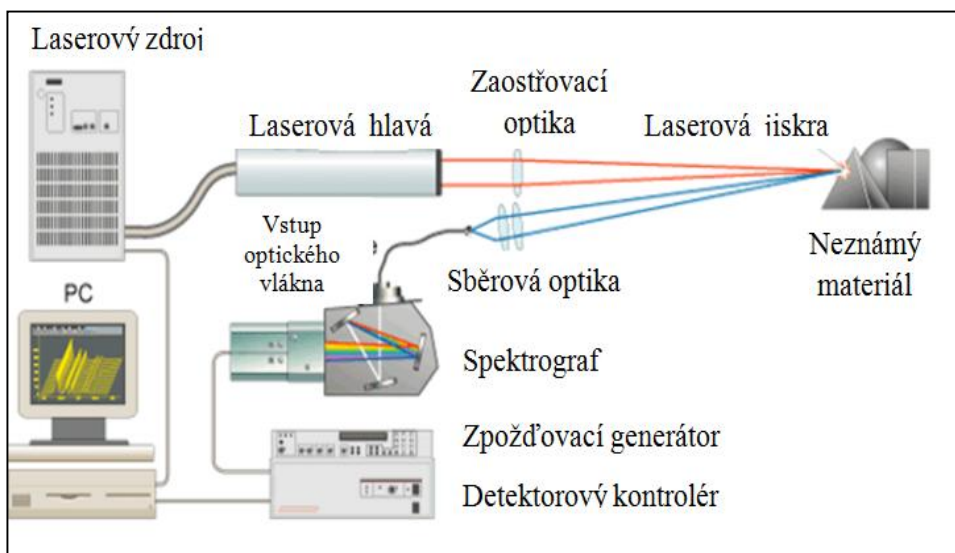 Laserový zdroj
Zaostřovací
optika
Laserová hlavá
Laserová jiskra
Vstup
optického
vlákna
e
Sběrová optika
Neznámý
materiál
PC
Spektrograf
Zpožďovací generátor
Detektorový kontrolér